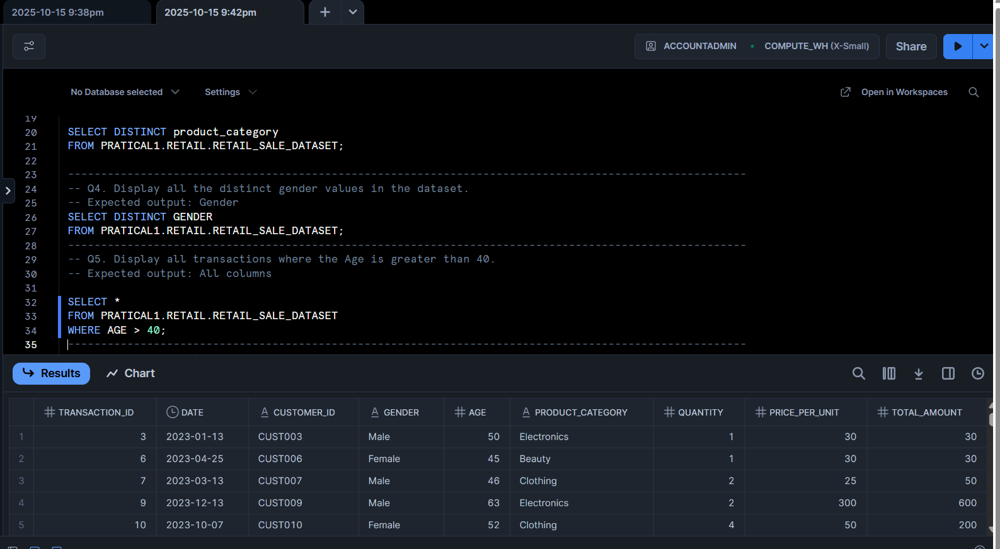 2025-10-15 9:38pm
2025-10-15 9:42pm
ACCOUNTADMIN
COMPUTE_WH (X-Small)
Share
No Database selected
Settings
Open in Workspaces
19
20 SELECT DISTINCT product_category
21 FROM PRATICAL1.RETAIL.RETAIL_SALE_DATASET;
22
23 -------------------------------------------------------------------------------------------------------
24 -- Q4. Display all the distinct gender values in the dataset.
25 -- Expected output: Gender
26 SELECT DISTINCT GENDER
27 FROM PRATICAL1.RETAIL.RETAIL_SALE_DATASET;
28 -------------------------------------------------------------------------------------------------------
29 -- Q5. Display all transactions where the Age is greater than 40.
30 -- Expected output: All columns
31
32 SELECT *
33 FROM PRATICAL1.RETAIL.RETAIL_SALE_DATASET
34 WHERE AGE > 40;
35 -------------------------------------------------------------------------------------------------------
Results
Chart
TRANSACTION_ID DATE CUSTOMER_ID GENDER AGE PRODUCT_CATEGORY QUANTITY PRICE_PER_UNIT TOTAL_AMOUNT
1 3 2023-01-13 CUST003 Male 50 Electronics 1 30 30
2 6 2023-04-25 CUST006 Female 45 Beauty 1 30 30
3 7 2023-03-13 CUST007 Male 46 Clothing 2 25 50
4 9 2023-12-13 CUST009 Male 63 Electronics 2 300 600
5 10 2023-10-07 CUST010 Female 52 Clothing 4 50 200